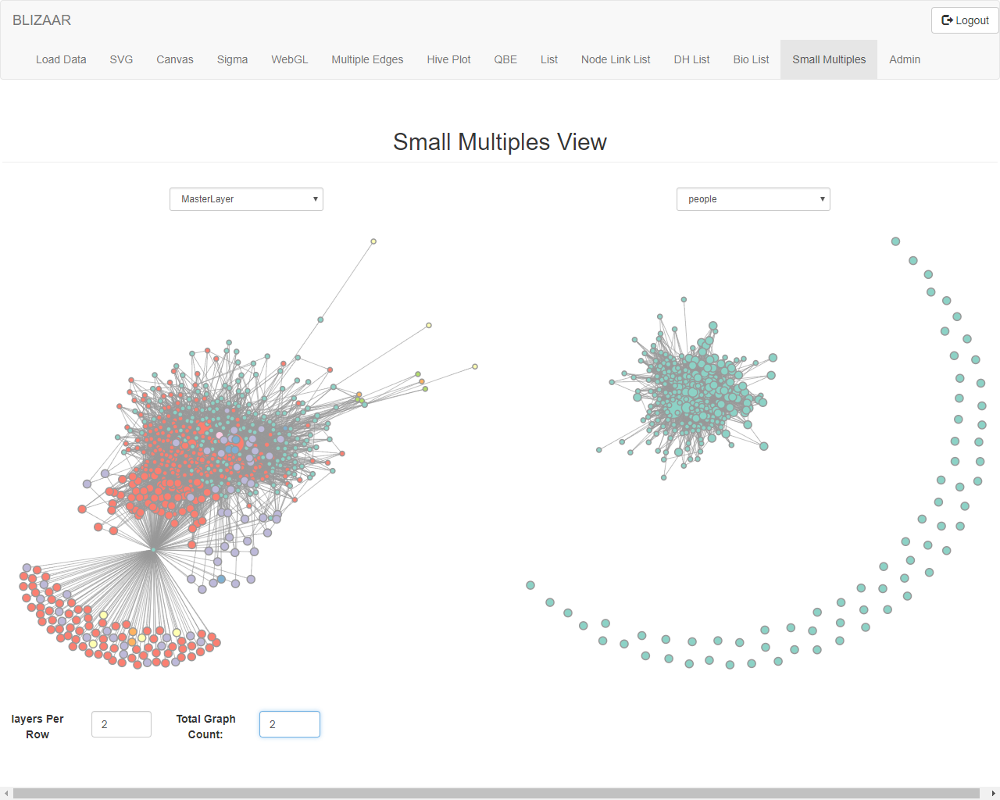 BLIZAAR
Logout
Load Data SVG Canvas Sigma WebGL Multiple Edges Hive Plot QBE List Node Link List DH List Bio List Small Multiples Admin
Small Multiples View
MasterLayer
people
layers Per
Row
2
Total Graph
Count:
2